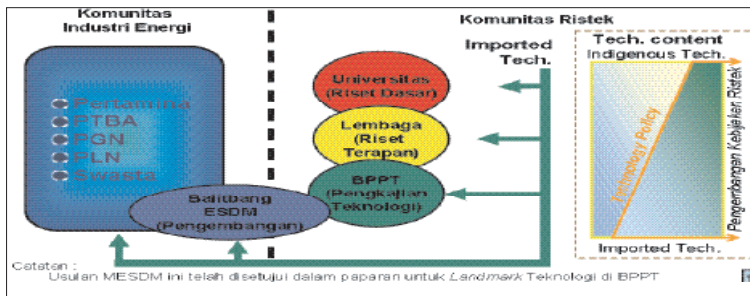 Komunitas
Industri Energi
Pertamina
PTBA
PGN
PLN
Swasta
Balitbang
ESDM
(Pengembangan)
Komunitas Ristek
Imported
Tech.
Universitas
(Riset Dasar)
Lembaga
(Riset
Terapan)
BPPT
(Pengkajian
Teknologi)
Tech. content
Indigenous Tech.
Technology Policy
Pengembangan Kebijakan Ristek
Imported Tech.
Catatan :
Usulan MESDM ini telah disetujui dalam paparan untuk Landmark Teknologi di BPPT